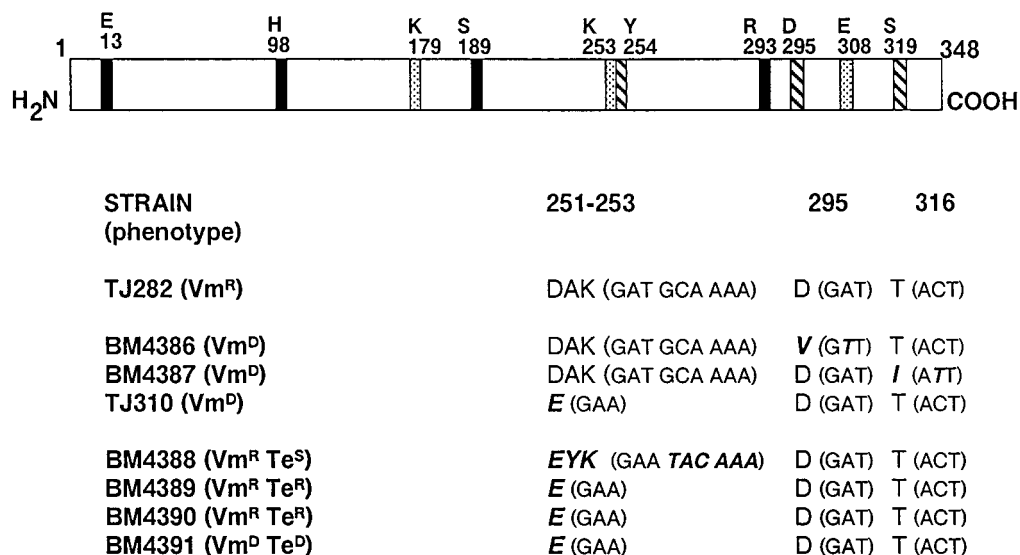 E H K S K Y R D E S
1 13 98 179 189 253 254 293 295 308 319 348
H₂N COOH
STRAIN 251-253 295 316
(phenotype)
TJ282 (Vmᴿ) DAK (GAT GCA AAA) D (GAT) T (ACT)
BM4386 (Vmᴰ) DAK (GAT GCA AAA) V (GTT) T (ACT)
BM4387 (Vmᴰ) DAK (GAT GCA AAA) D (GAT) I (ATT)
TJ310 (Vmᴰ) E (GAA) D (GAT) T (ACT)
BM4388 (Vmᴿ Teˢ) EYK (GAA TAC AAA) D (GAT) T (ACT)
BM4389 (Vmᴿ Teᴿ) E (GAA) D (GAT) T (ACT)
BM4390 (Vmᴿ Teᴿ) E (GAA) D (GAT) T (ACT)
BM4391 (Vmᴰ Teᴰ) E (GAA) D (GAT) T (ACT)